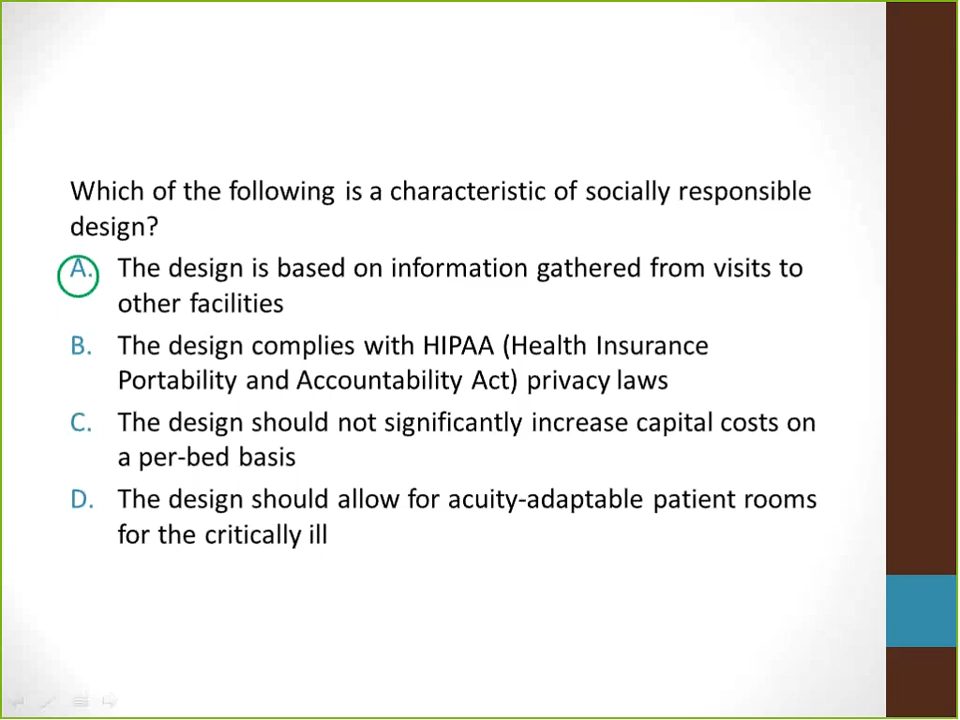 Which of the following is a characteristic of socially responsible
design?
A. The design is based on information gathered from visits to
other facilities
B. The design complies with HIPAA (Health Insurance
Portability and Accountability Act) privacy laws
C. The design should not significantly increase capital costs on
a per-bed basis
D. The design should allow for acuity-adaptable patient rooms
for the critically ill